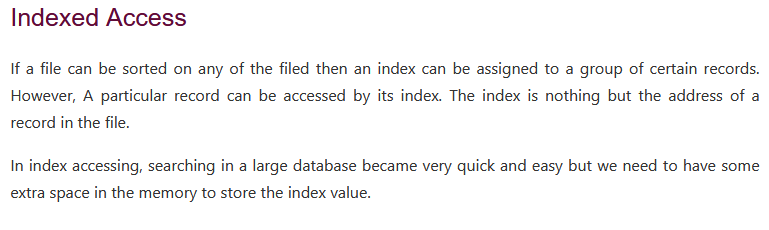 Indexed Access
If a file can be sorted on any of the filed then an index can be assigned to a group of certain records.
However, A particular record can be accessed by its index. The index is nothing but the address of a
record in the file.
In index accessing, searching in a large database became very quick and easy but we need to have some
extra space in the memory to store the index value.